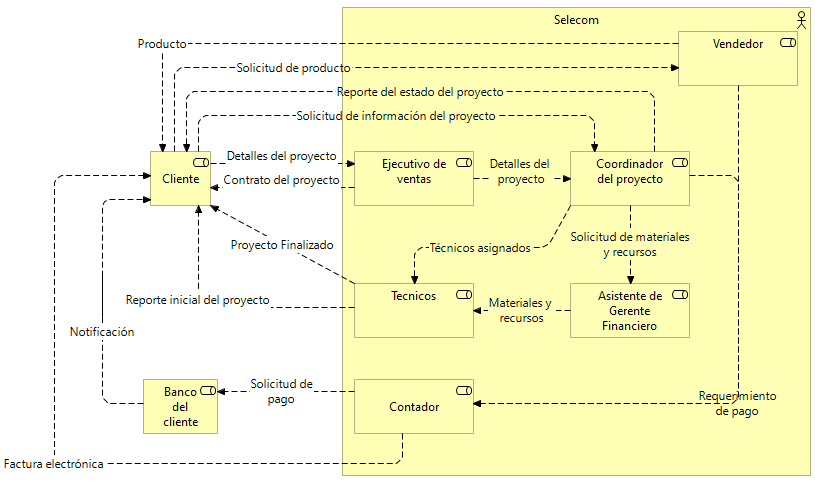 Selecom
Producto
Vendedor
Solicitud de producto
Reporte del estado del proyecto
Solicitud de información del proyecto
Detalles del proyecto
Cliente
Contrato del proyecto
Ejecutivo de
ventas
Detalles del
proyecto
Coordinador
del proyecto
Proyecto Finalizado
Técnicos asignados
Solicitud de materiales
y recursos
Reporte inicial del proyecto
Tecnicos
Materiales y
recursos
Asistente de
Gerente
Financiero
Notificación
Banco
del
cliente
Solicitud de
pago
Contador
Requerimiento
de pago
Factura electrónica